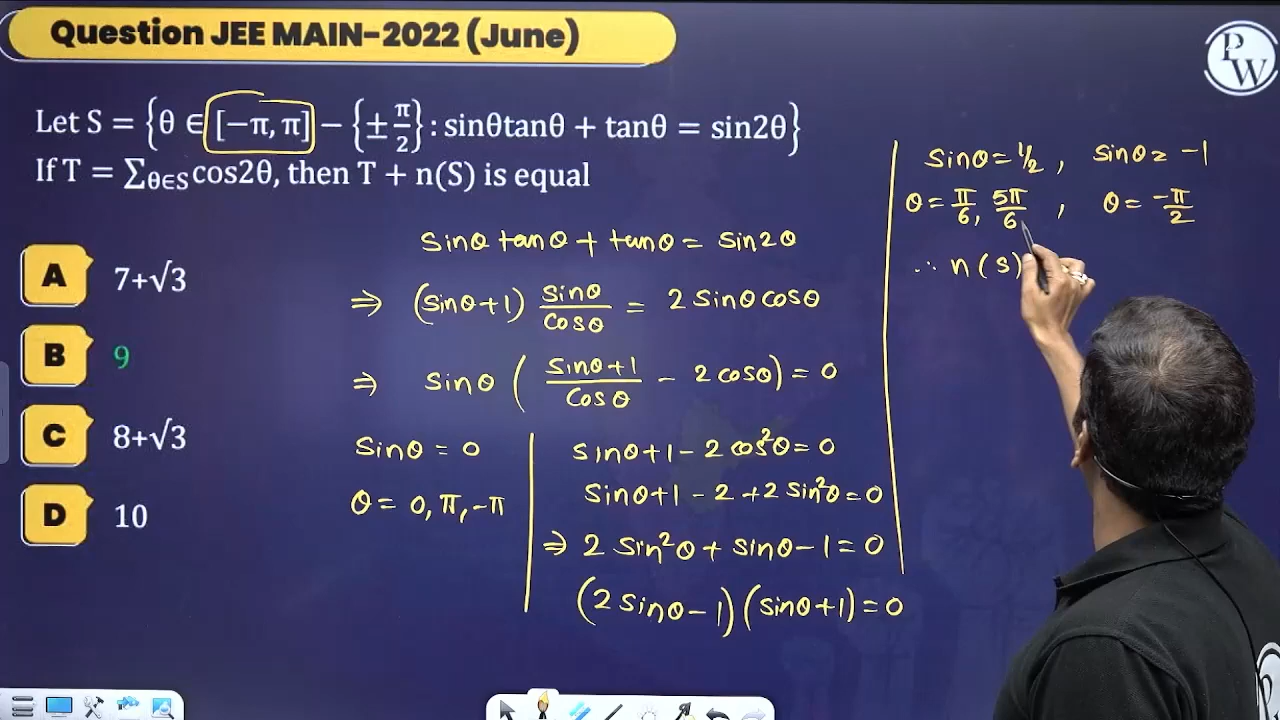 Question JEE MAIN-2022 (June)
PW
Let S = {θ ∈ [-π, π] - {± π/2} : sinθtanθ + tanθ = sin2θ}
If T = ∑θ∈S cos2θ, then T + n(S) is equal
A 7+√3
B 9
C 8+√3
D 10
sinθ tanθ + tanθ = sin2θ
⇒ (sinθ+1) sinθ/cosθ = 2 sinθ cosθ
⇒ sinθ ( (sinθ+1)/cosθ - 2 cosθ) = 0
sinθ = 0
θ = 0, π, -π
sinθ+1 - 2 cos²θ = 0
sinθ+1 - 2 + 2 sin²θ = 0
⇒ 2 sin²θ + sinθ - 1 = 0
(2 sinθ - 1) (sinθ + 1) = 0
sinθ = 1/2 , sinθ = -1
θ = π/6, 5π/6 , θ = -π/2
∴ n(S)